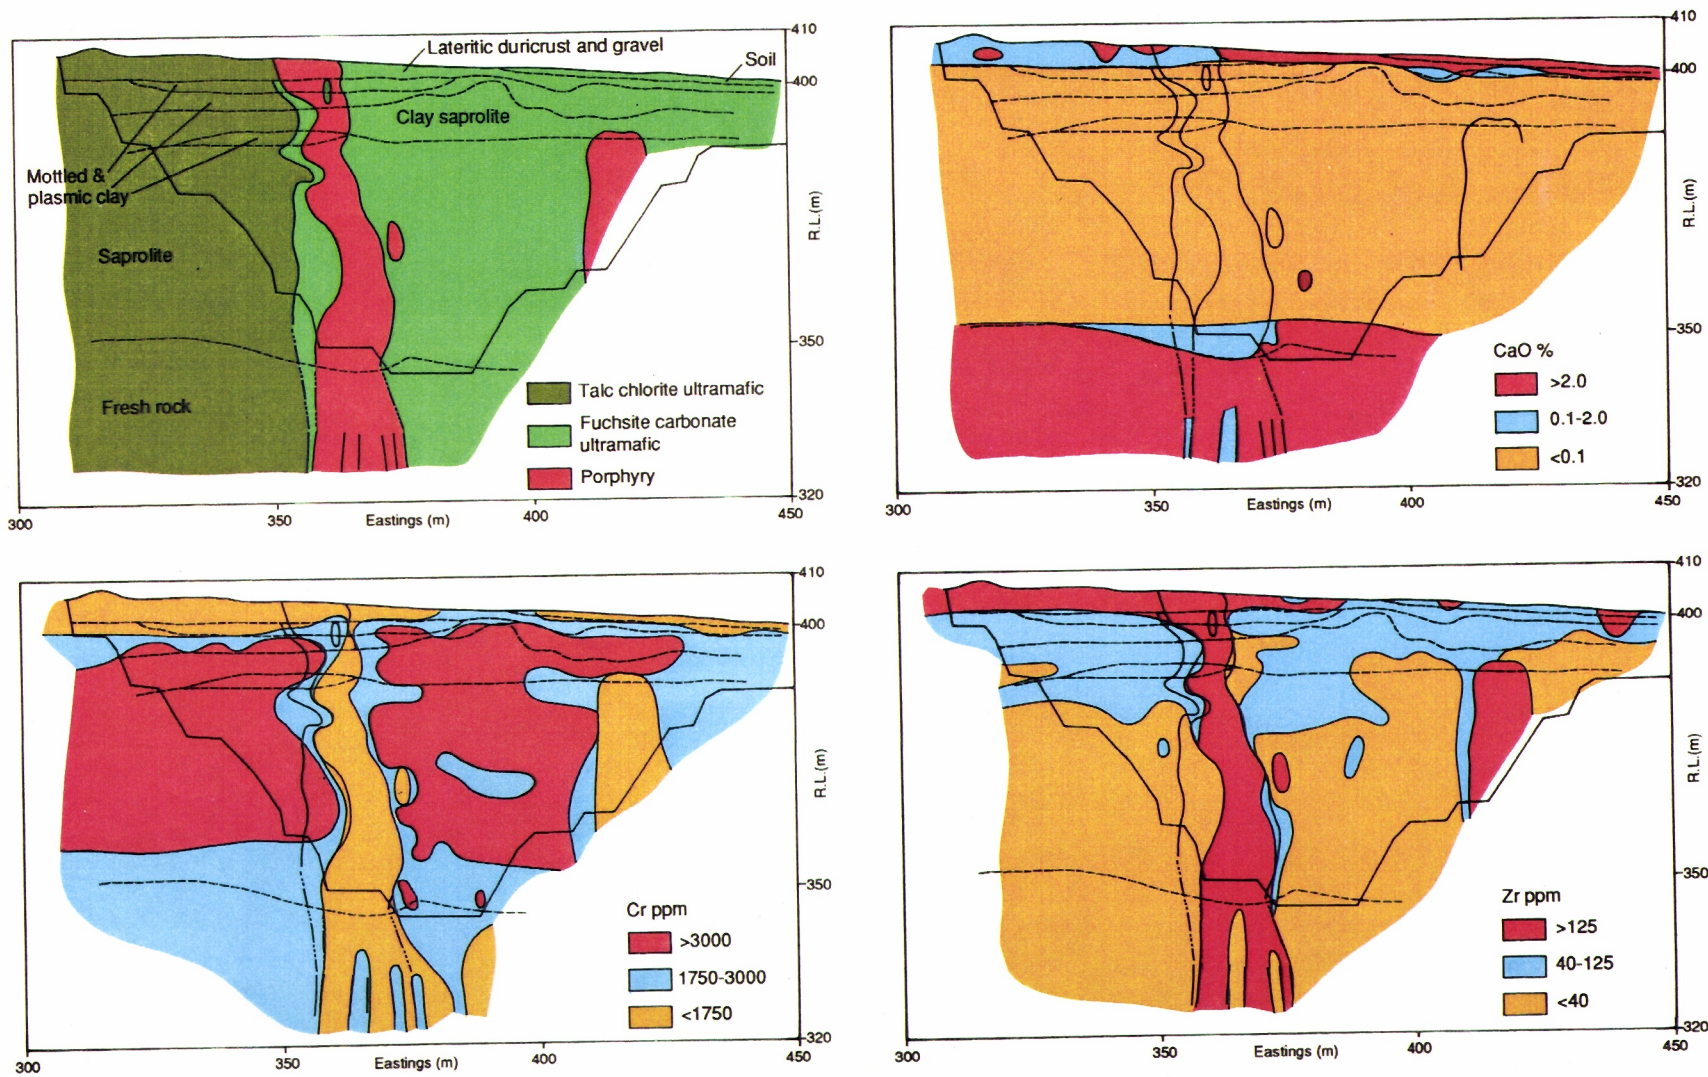 410
Lateritic duricrust and gravel
Soil
400
Clay saprolite
Mottled &
plasmic clay
R.L.(m)
Saprolite
350
Talc chlorite ultramafic
Fresh rock
Fuchsite carbonate
ultramafic
Porphyry
320
300
350
Eastings (m)
400
450
410
400
R.L.(m)
350
CaO %
>2.0
0.1-2.0
<0.1
320
300
350
Eastings (m)
400
450
410
400
R.L.(m)
350
Cr ppm
>3000
1750-3000
<1750
320
300
350
Eastings (m)
400
450
410
400
R.L.(m)
350
Zr ppm
>125
40-125
<40
320
300
350
Eastings (m)
400
450